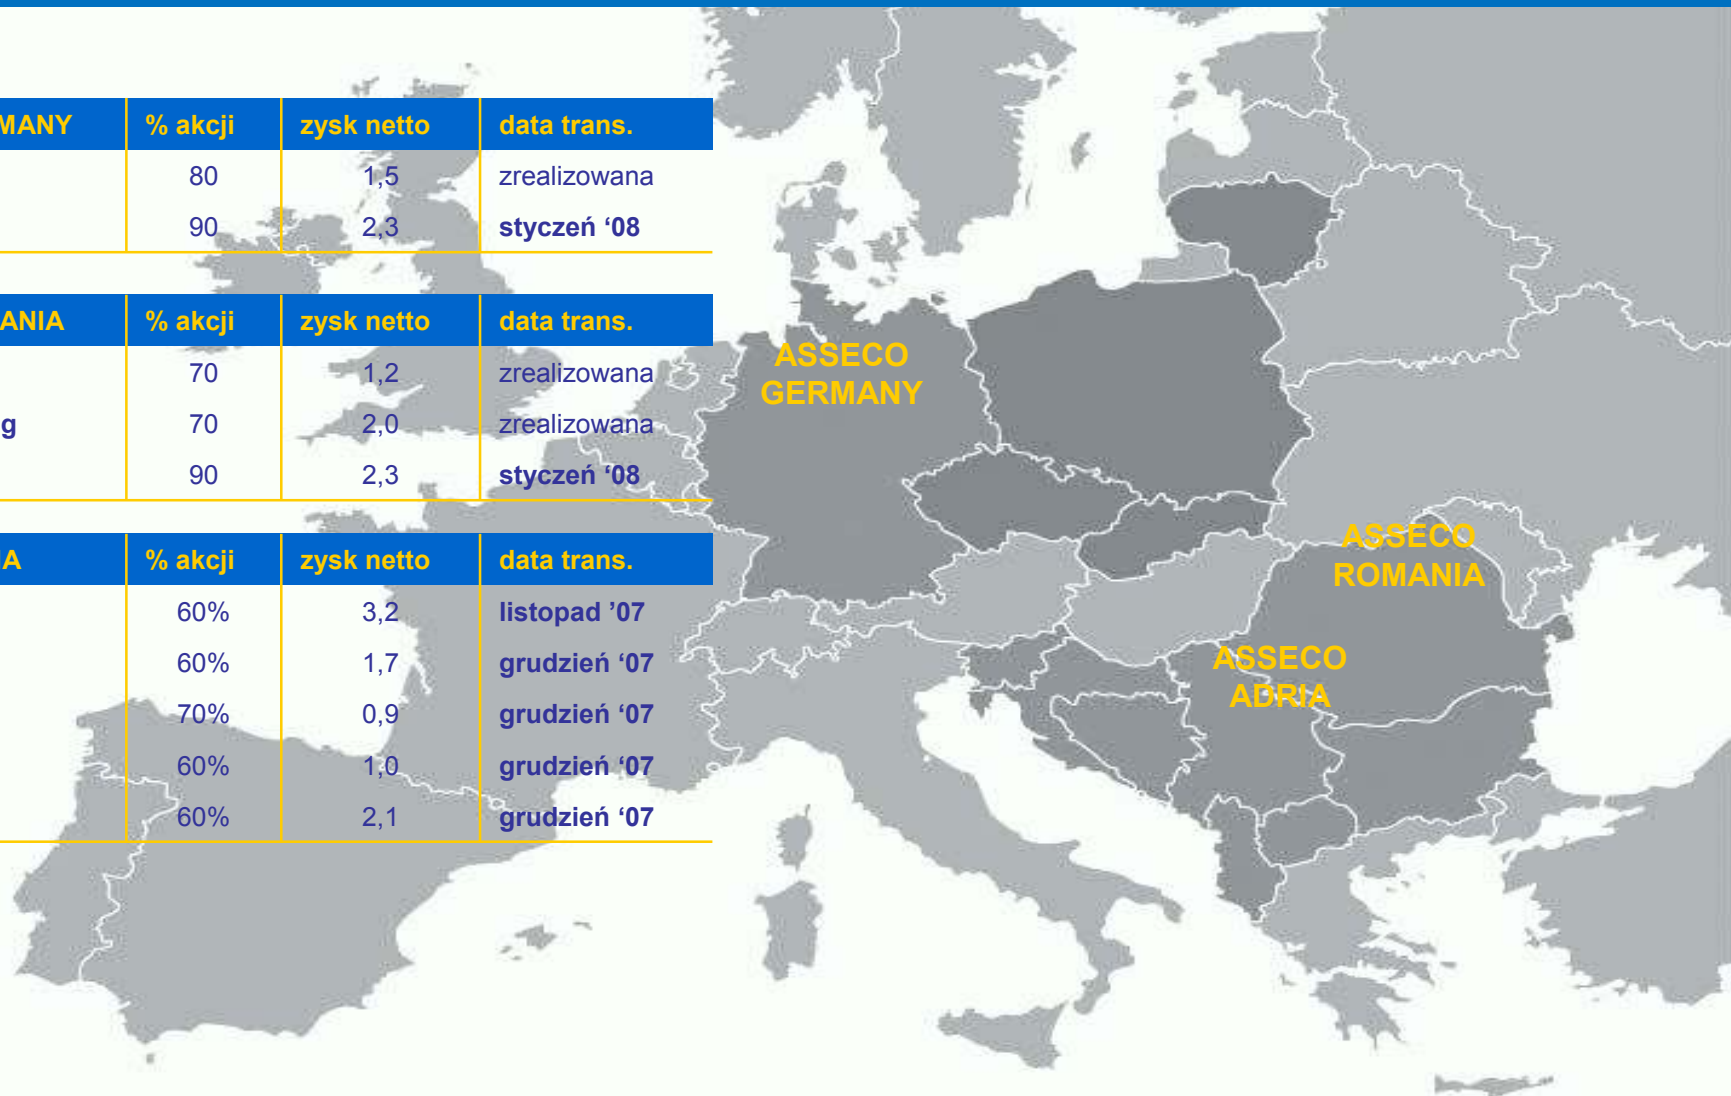 MANY % akcji zysk netto data trans.
80 1,5 zrealizowana
90 2,3 styczeń ‘08
ANIA % akcji zysk netto data trans.
70 1,2 zrealizowana
g 70 2,0 zrealizowana
90 2,3 styczeń ‘08
IA % akcji zysk netto data trans.
60% 3,2 listopad ’07
60% 1,7 grudzień ‘07
70% 0,9 grudzień ‘07
60% 1,0 grudzień ‘07
60% 2,1 grudzień ‘07
ASSECO
GERMANY
ASSECO
ROMANIA
ASSECO
ADRIA